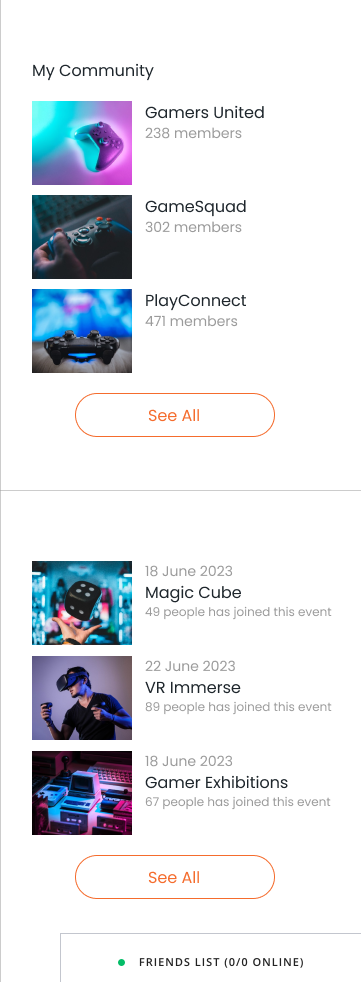 My Community
Gamers United
238 members
GameSquad
302 members
PlayConnect
471 members
See All
18 June 2023
Magic Cube
49 people has joined this event
22 June 2023
VR Immerse
89 people has joined this event
18 June 2023
Gamer Exhibitions
67 people has joined this event
See All
FRIENDS LIST (0/0 ONLINE)